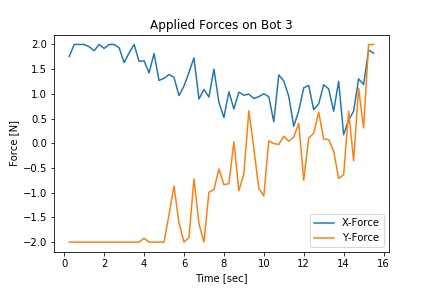 Applied Forces on Bot 3
Force [N]
2.0
1.5
1.0
0.5
0.0
−0.5
−1.0
−1.5
−2.0
0 2 4 6 8 10 12 14 16
Time [sec]
X-Force
Y-Force